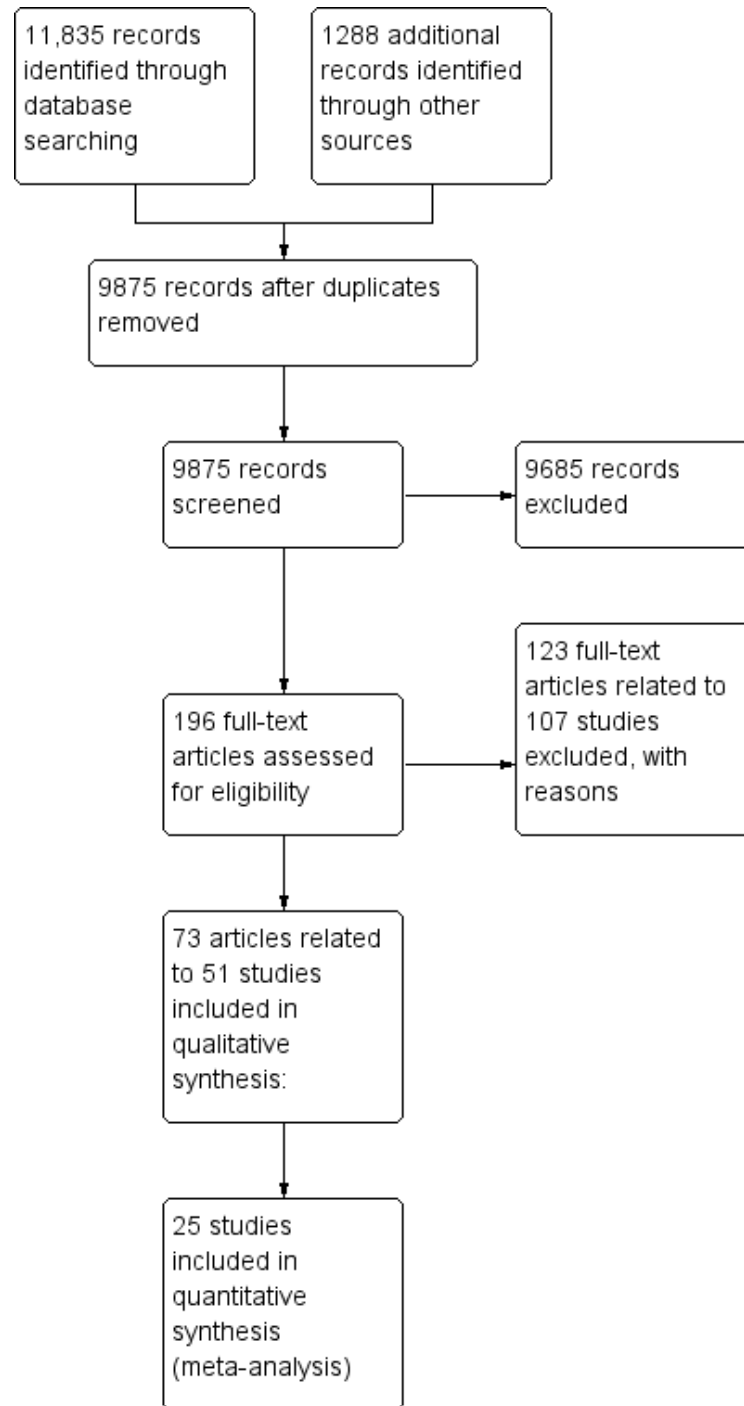 11,835 records
identified through
database
searching
1288 additional
records identified
through other
sources
9875 records after duplicates
removed
9875 records
screened
9685 records
excluded
196 full-text
articles assessed
for eligibility
123 full-text
articles related to
107 studies
excluded, with
reasons
73 articles related
to 51 studies
included in
qualitative
synthesis:
25 studies
included in
quantitative
synthesis
(meta-analysis)